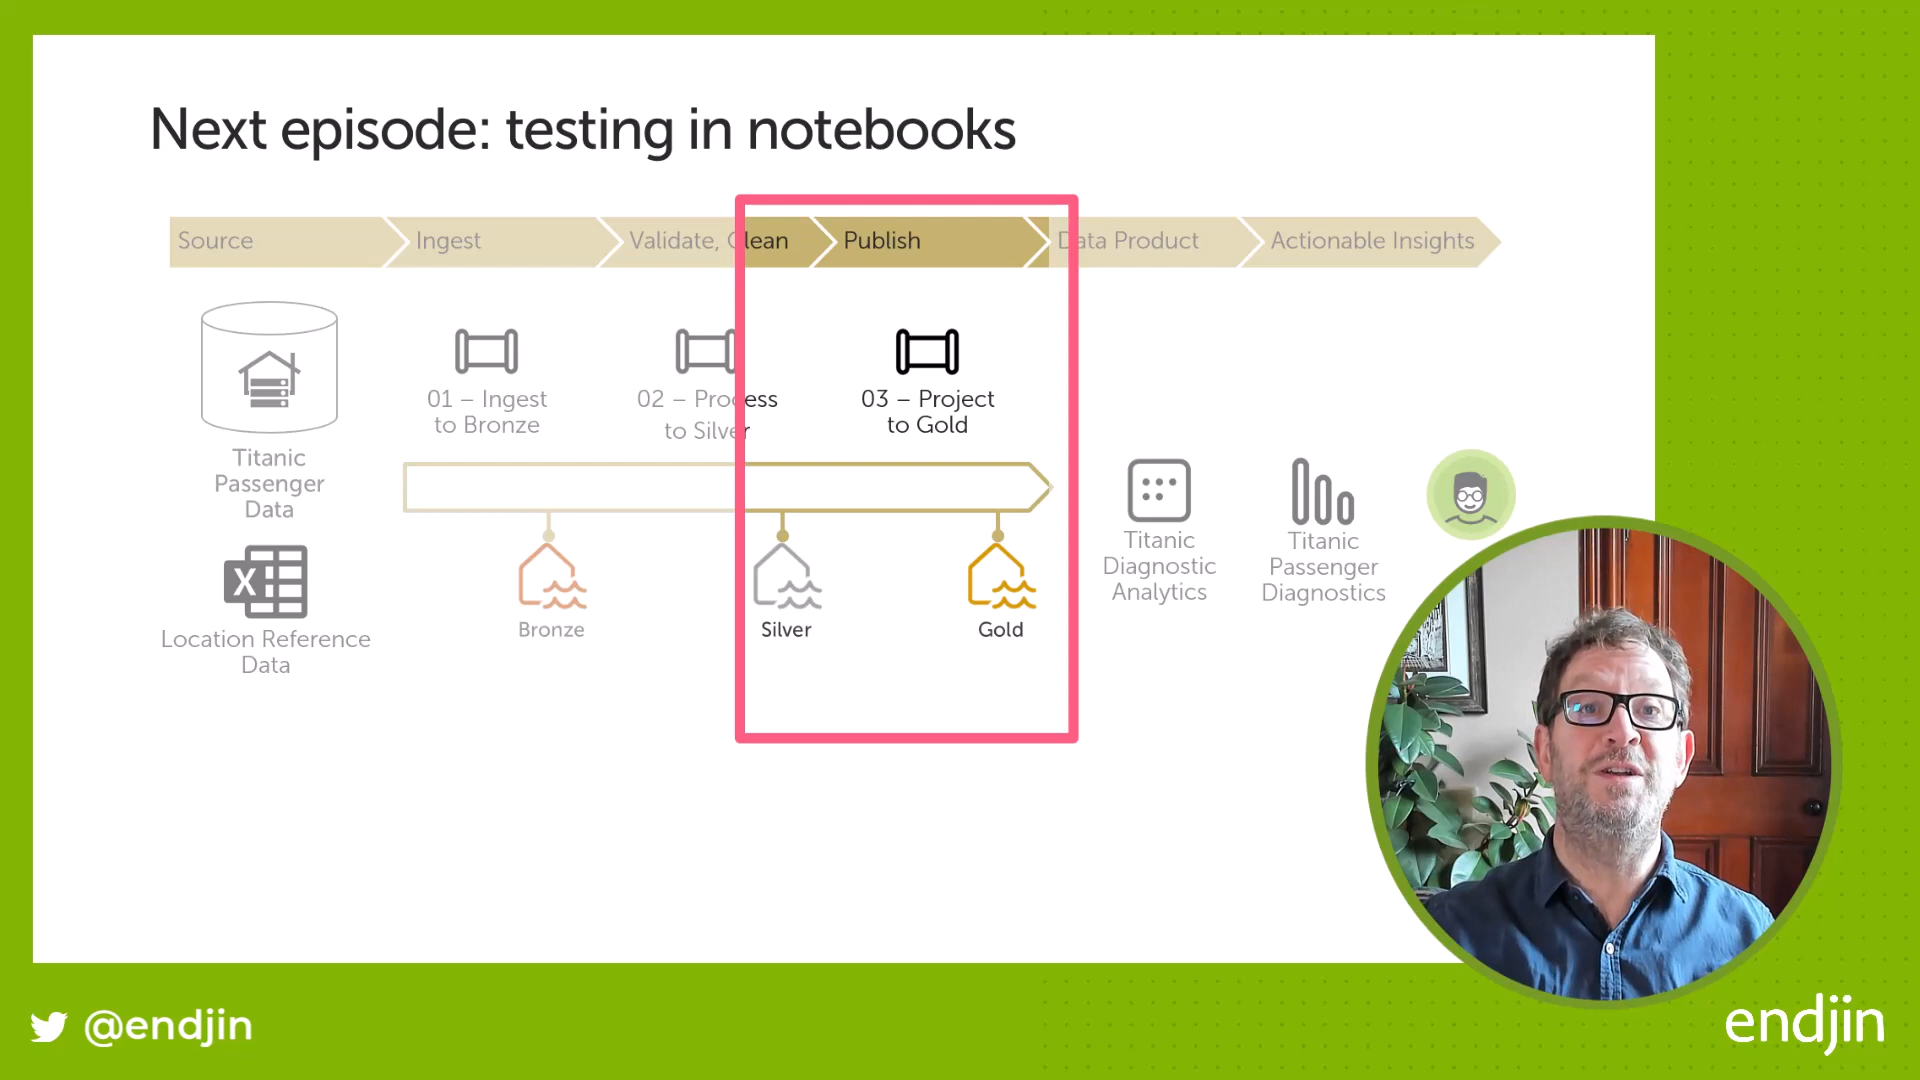 Next episode: testing in notebooks
Source
Ingest
Validate, Clean
Publish
Data Product
Actionable Insights
01 – Ingest
to Bronze
02 – Process
to Silver
03 – Project
to Gold
Titanic
Passenger
Data
Location Reference
Data
Bronze
Silver
Gold
Titanic
Diagnostic
Analytics
Titanic
Passenger
Diagnostics
X
@endjin
endjin